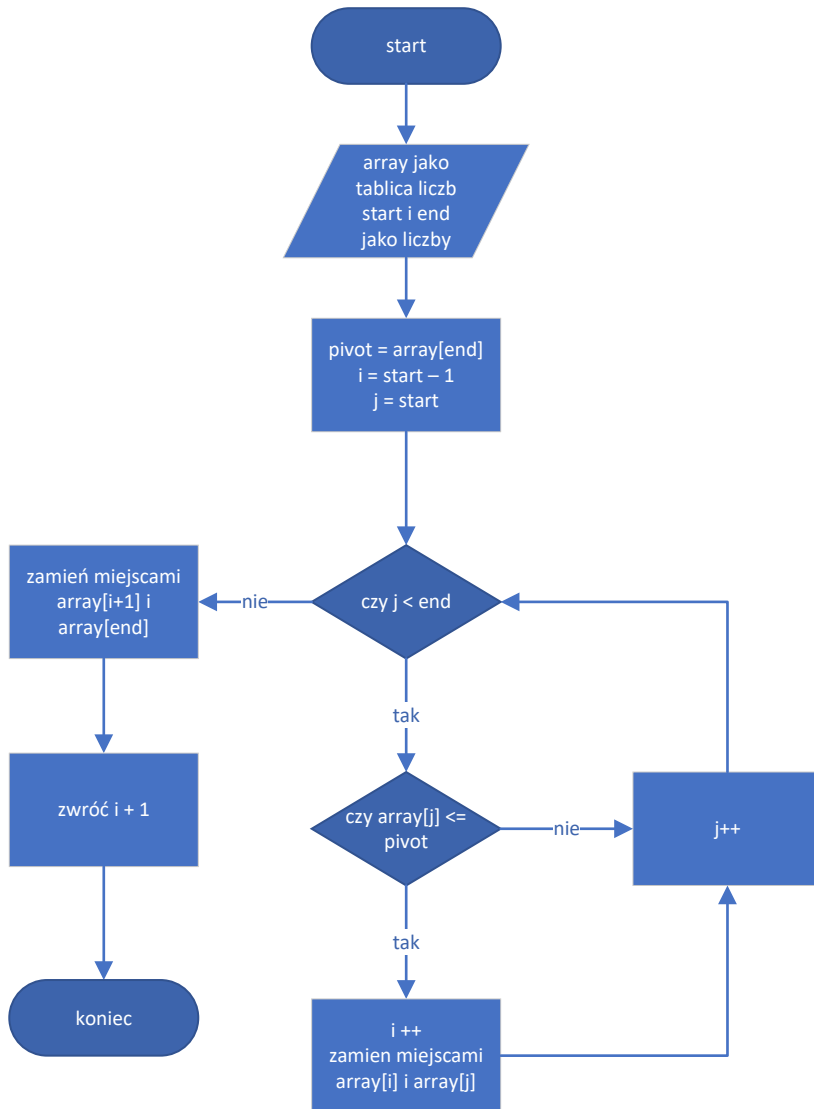 start
array jako
tablica liczb
start i end
jako liczby
pivot = array[end]
i = start – 1
j = start
czy j < end
nie
zamień miejscami
array[i+1] i
array[end]
zwróć i + 1
koniec
tak
czy array[j] <=
pivot
nie
j++
tak
i ++
zamien miejscami
array[i] i array[j]